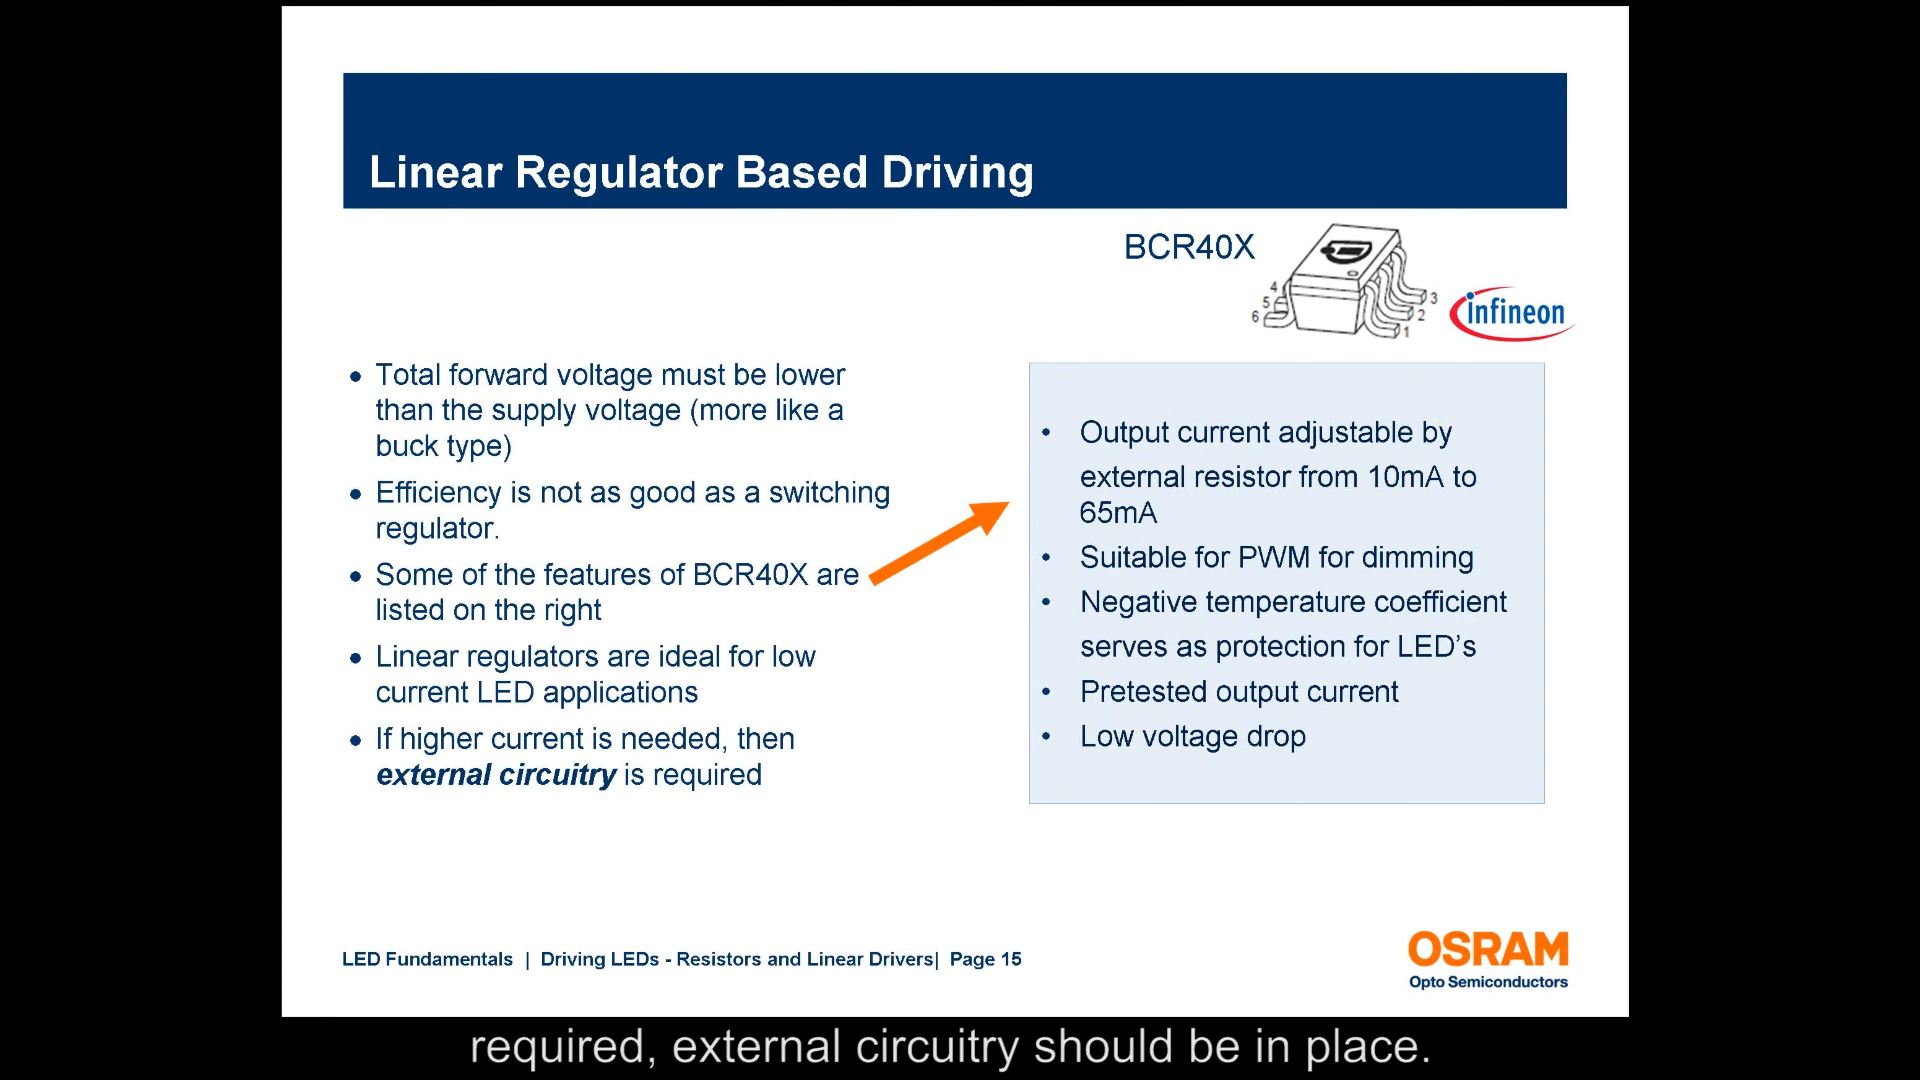 Linear Regulator Based Driving
BCR40X
4
5
6
3
2
1
infineon
• Total forward voltage must be lower
than the supply voltage (more like a
buck type)
• Efficiency is not as good as a switching
regulator.
• Some of the features of BCR40X are
listed on the right
• Linear regulators are ideal for low
current LED applications
• If higher current is needed, then
external circuitry is required
• Output current adjustable by
external resistor from 10mA to
65mA
• Suitable for PWM for dimming
• Negative temperature coefficient
serves as protection for LED’s
• Pretested output current
• Low voltage drop
LED Fundamentals | Driving LEDs - Resistors and Linear Drivers| Page 15
OSRAM
Opto Semiconductors
required, external circuitry should be in place.